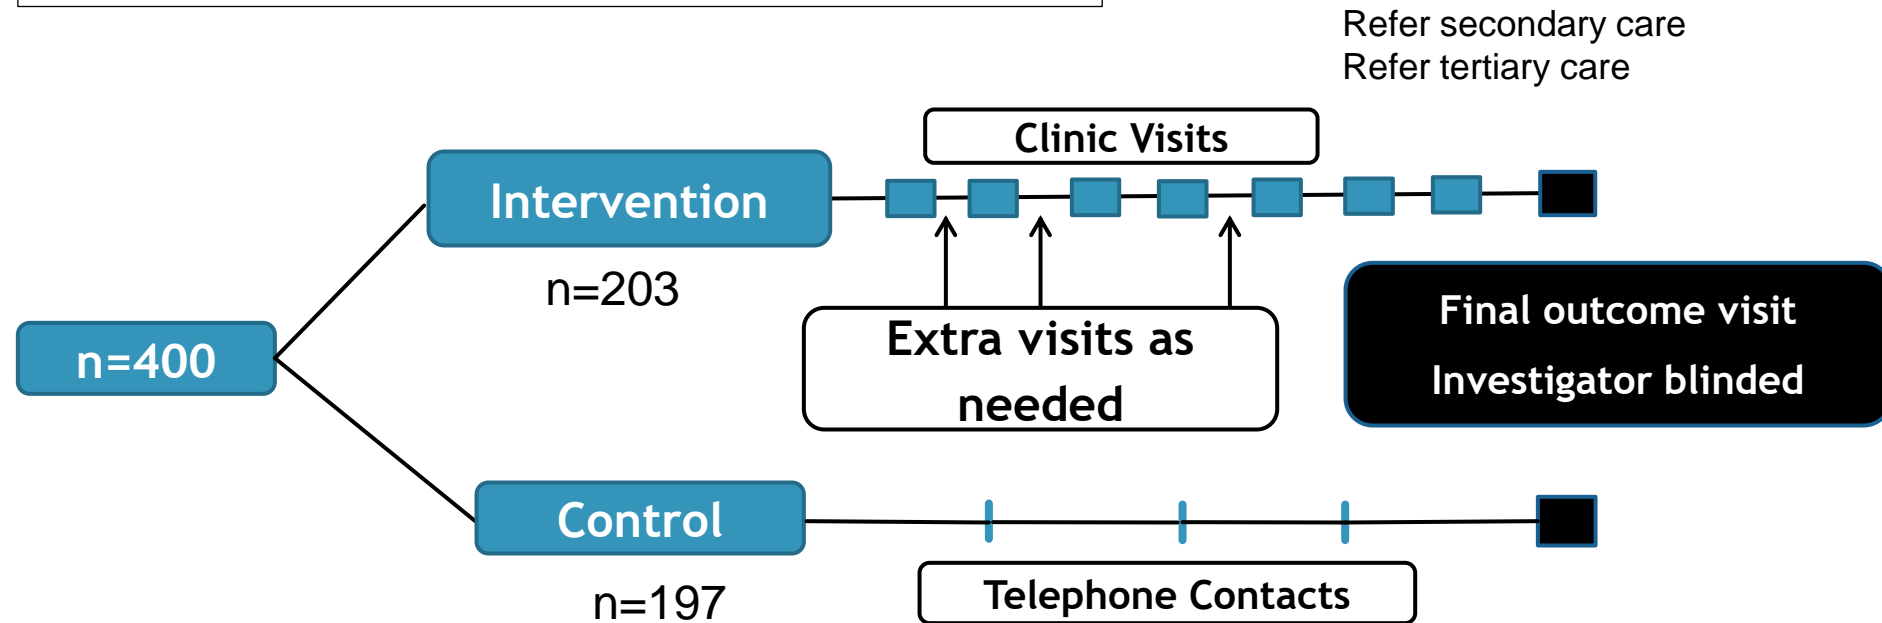 Refer secondary care
Refer tertiary care
Clinic Visits
Intervention
n=203
Extra visits as
needed
Final outcome visit
Investigator blinded
n=400
Control
n=197
Telephone Contacts